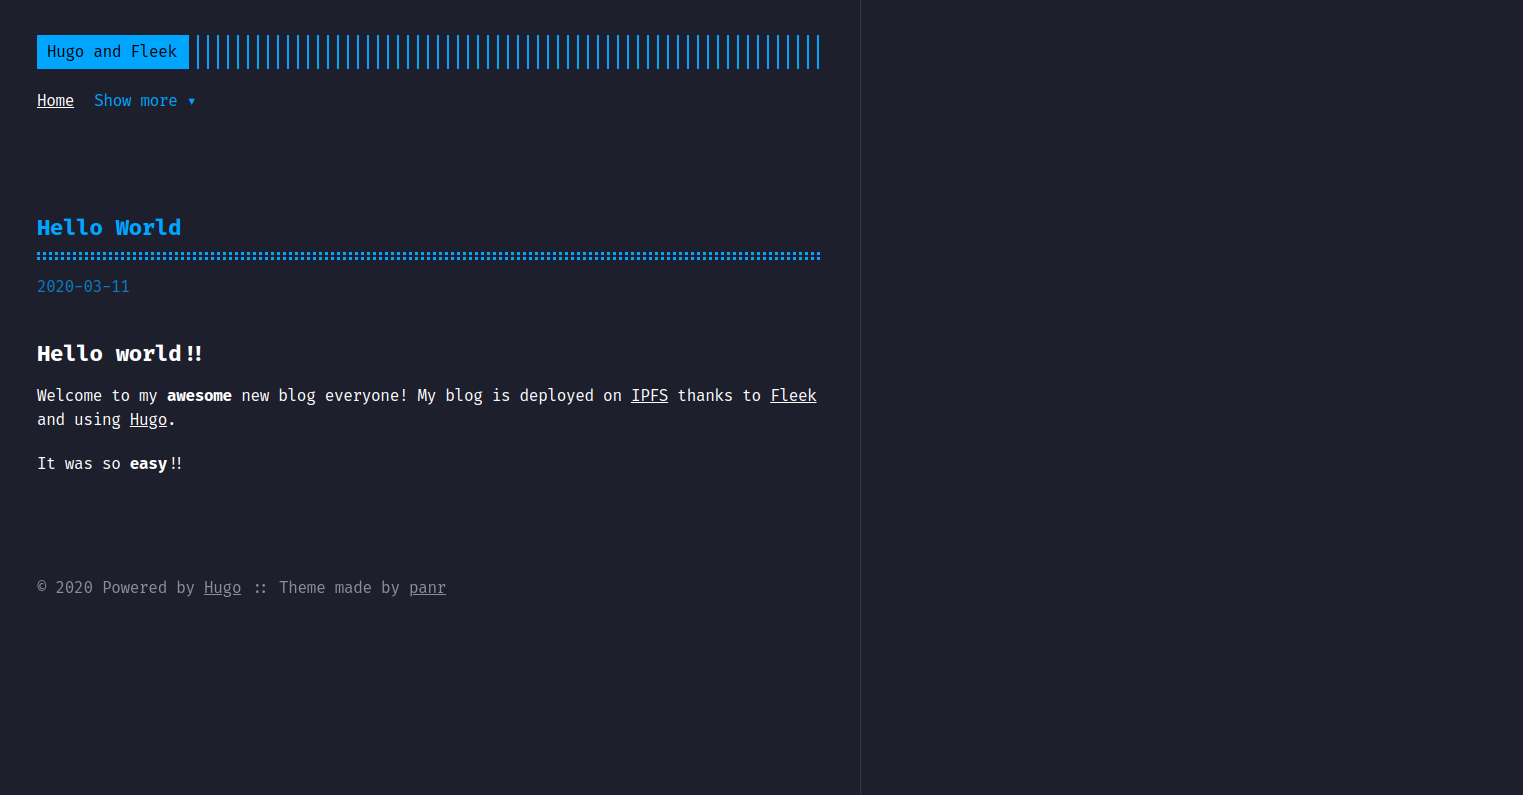 Hugo and Fleek
Home Show more ▾
Hello World
2020-03-11
Hello world!!
Welcome to my awesome new blog everyone! My blog is deployed on IPFS thanks to Fleek
and using Hugo.
It was so easy!!
© 2020 Powered by Hugo :: Theme made by panr